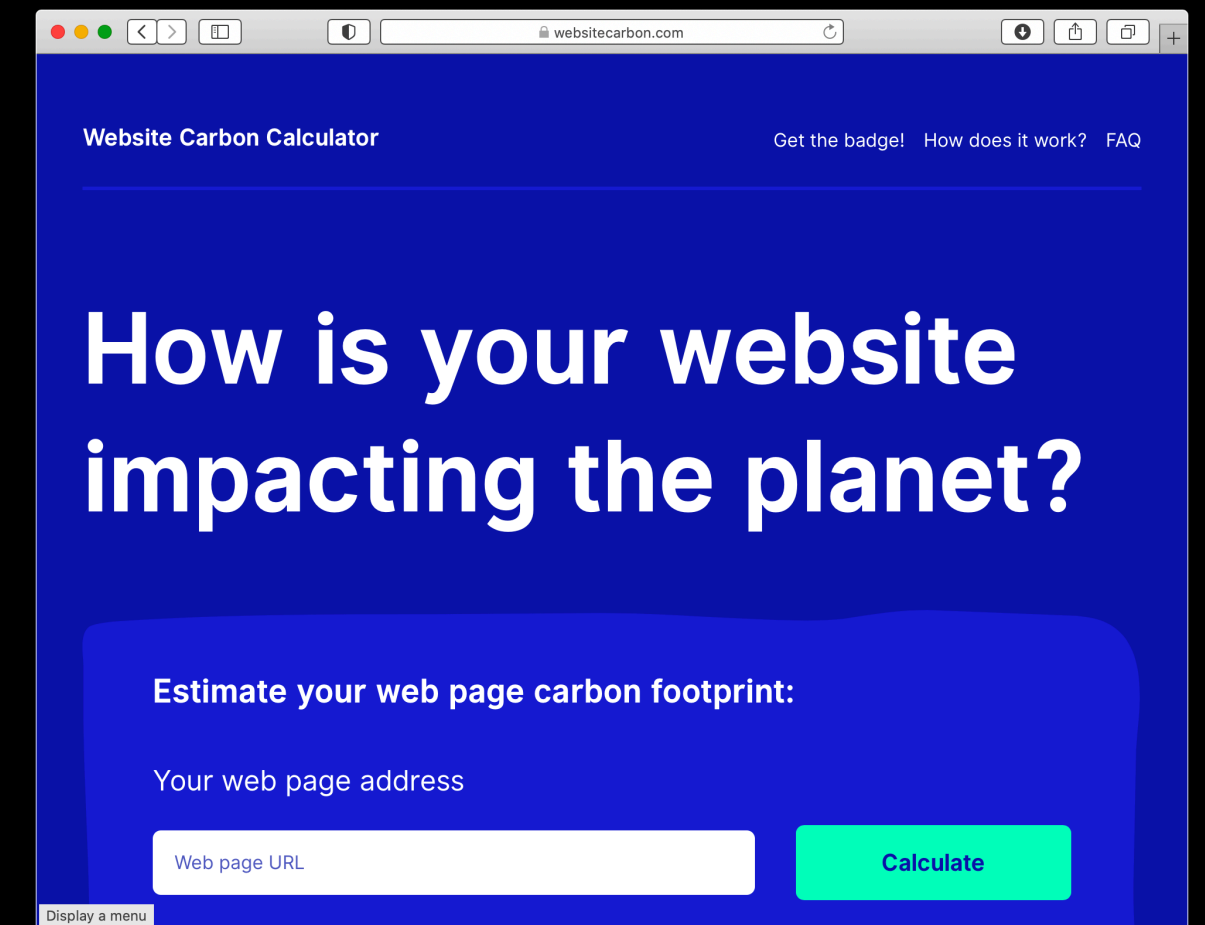 websitecarbon.com
Website Carbon Calculator
Get the badge! How does it work? FAQ
How is your website
impacting the planet?
Estimate your web page carbon footprint:
Your web page address
Web page URL
Calculate
Display a menu